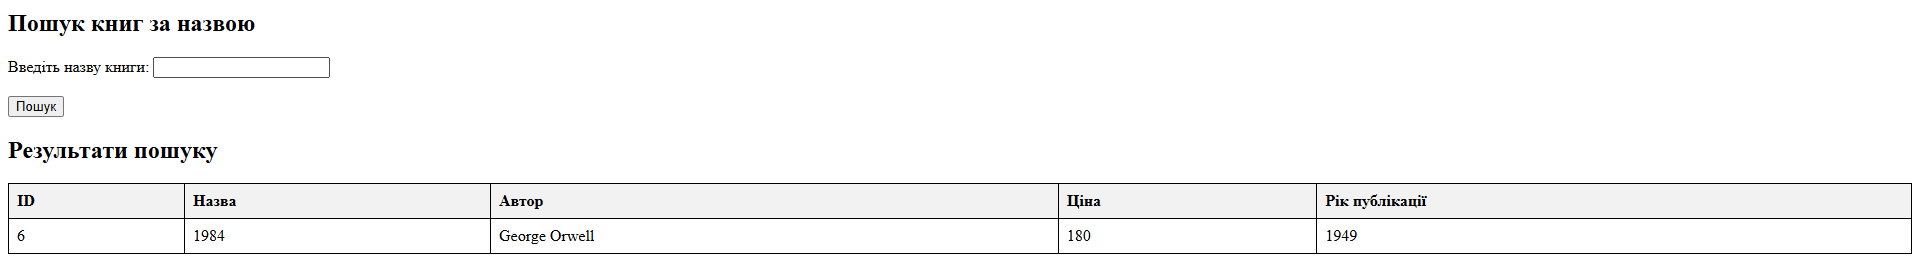 Пошук книг за назвою
Введіть назву книги:
Пошук
Результати пошуку
ID Назва Автор Ціна Рік публікації
6 1984 George Orwell 180 1949